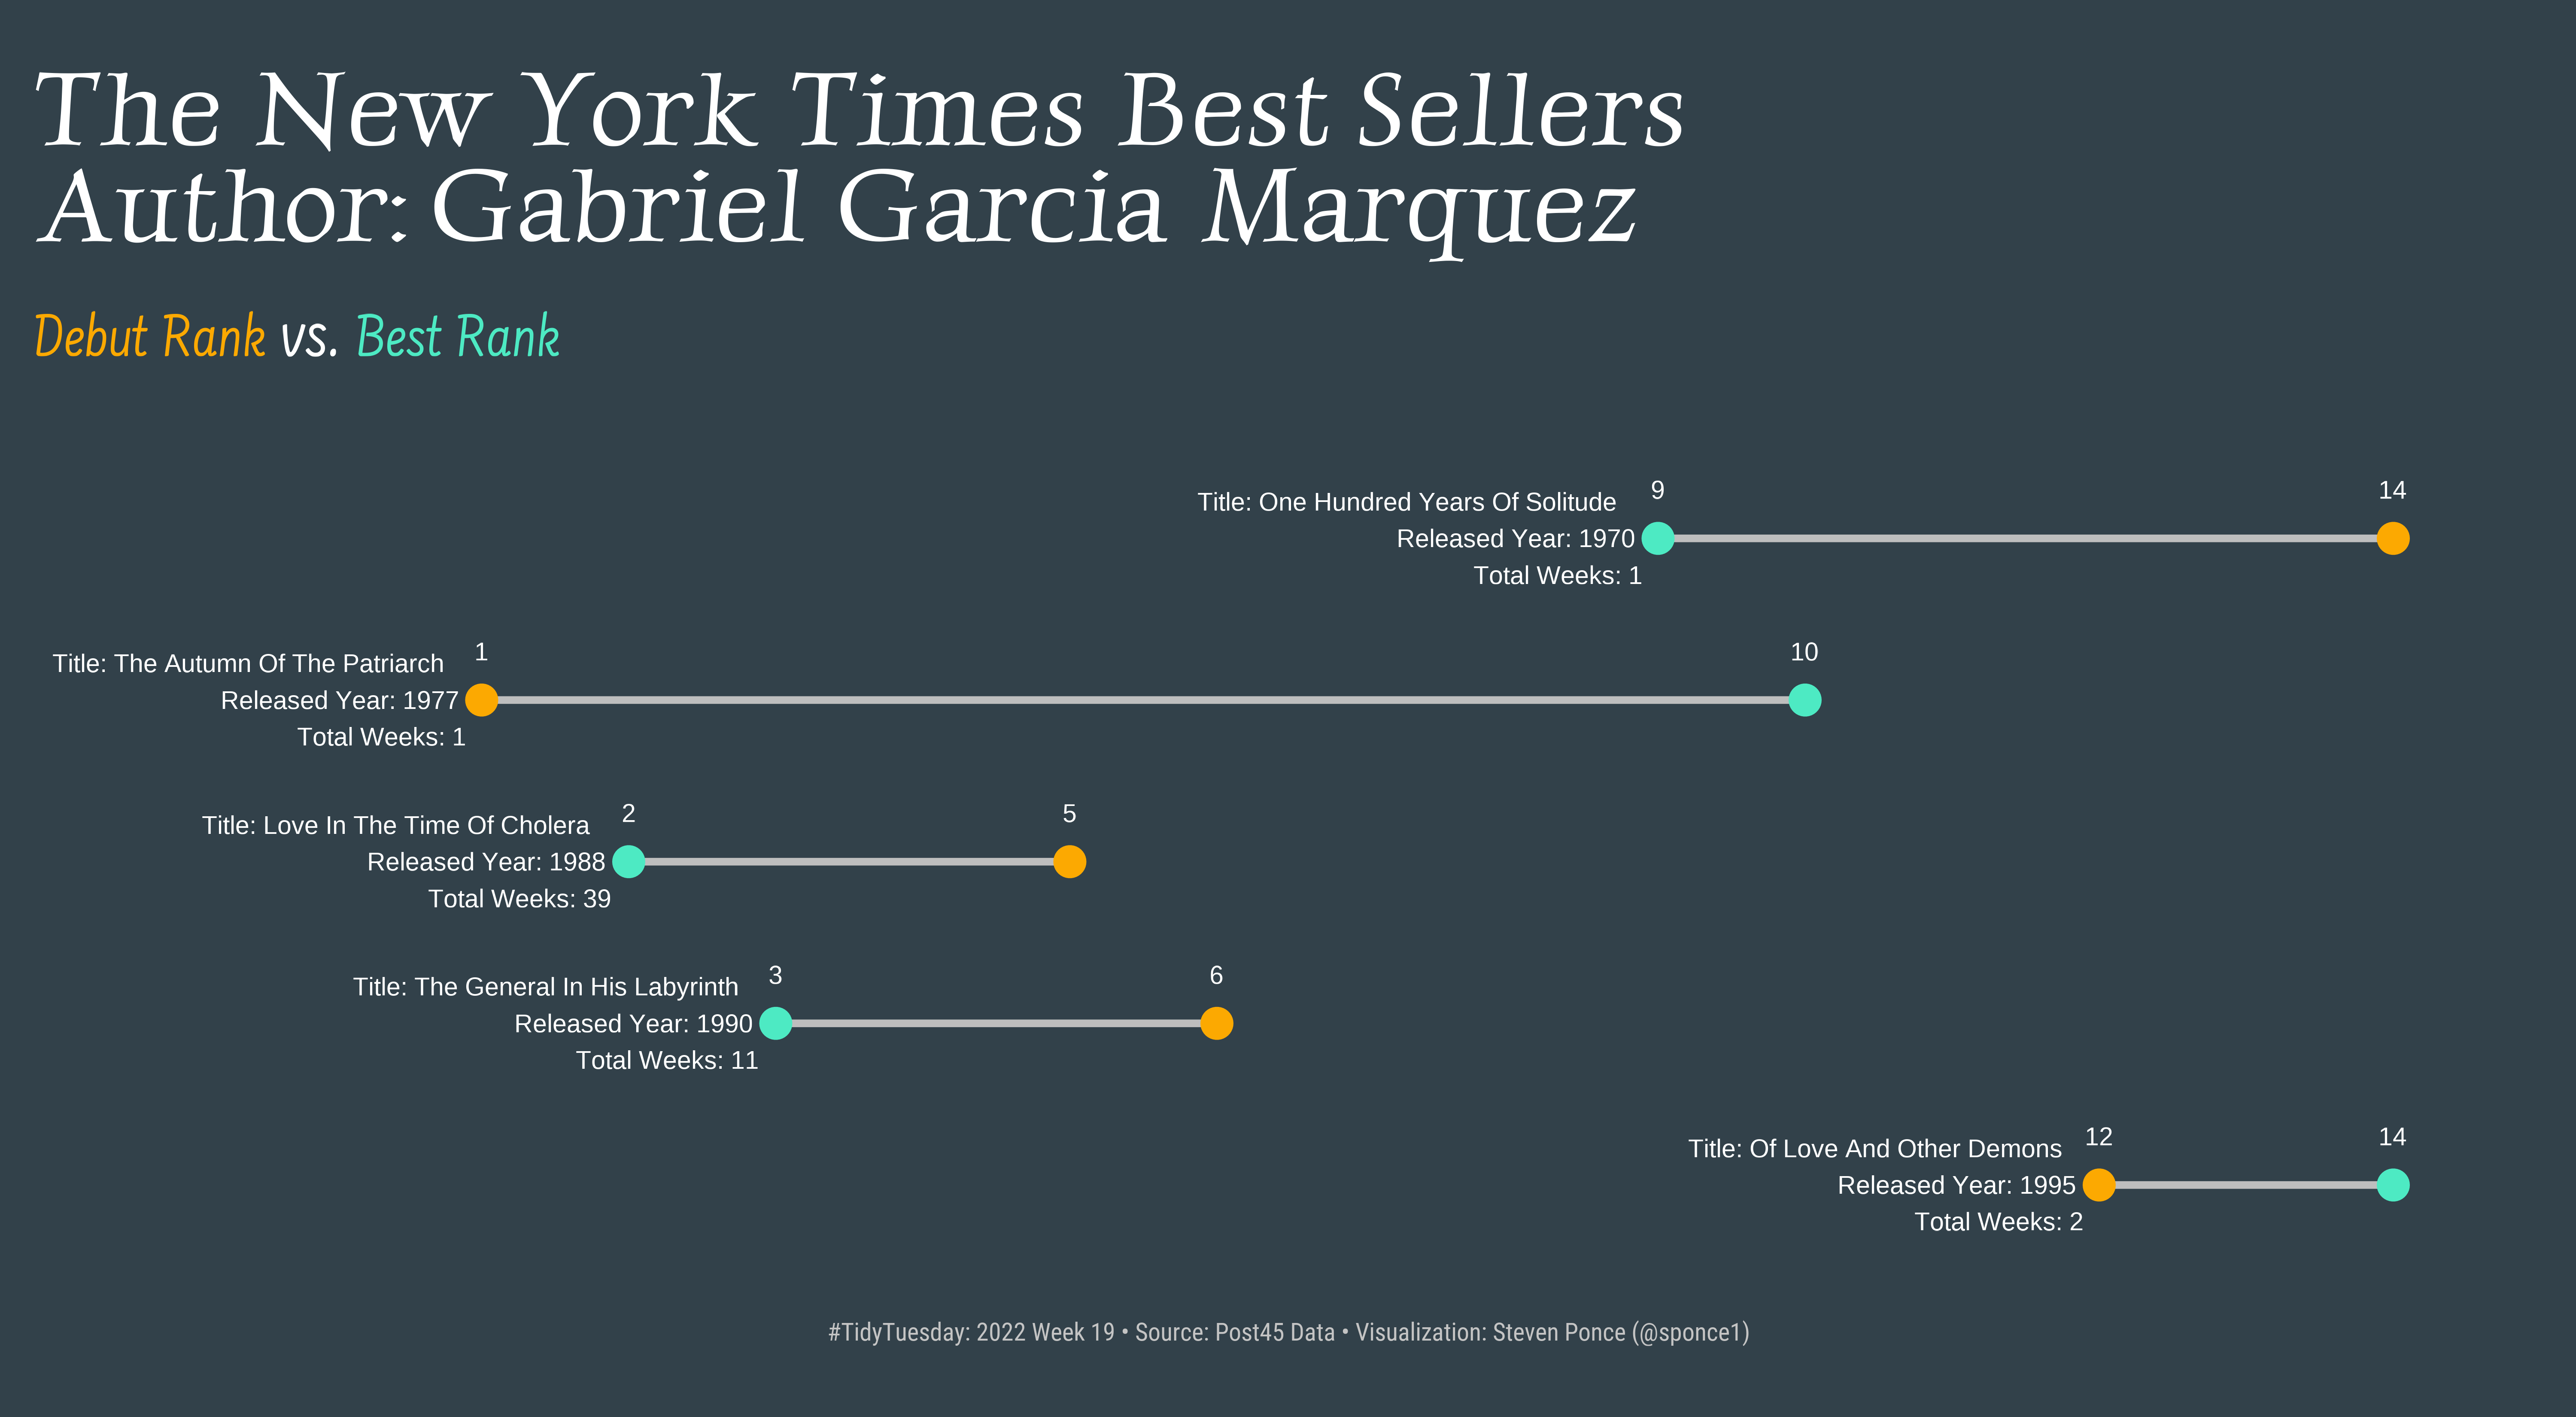 The New York Times Best Sellers
Author: Gabriel Garcia Marquez
Debut Rank vs. Best Rank
9
14
Title: One Hundred Years Of Solitude
Released Year: 1970
Total Weeks: 1
1
10
Title: The Autumn Of The Patriarch
Released Year: 1977
Total Weeks: 1
2
5
Title: Love In The Time Of Cholera
Released Year: 1988
Total Weeks: 39
3
6
Title: The General In His Labyrinth
Released Year: 1990
Total Weeks: 11
12
14
Title: Of Love And Other Demons
Released Year: 1995
Total Weeks: 2
#TidyTuesday: 2022 Week 19 • Source: Post45 Data • Visualization: Steven Ponce (@sponce1)